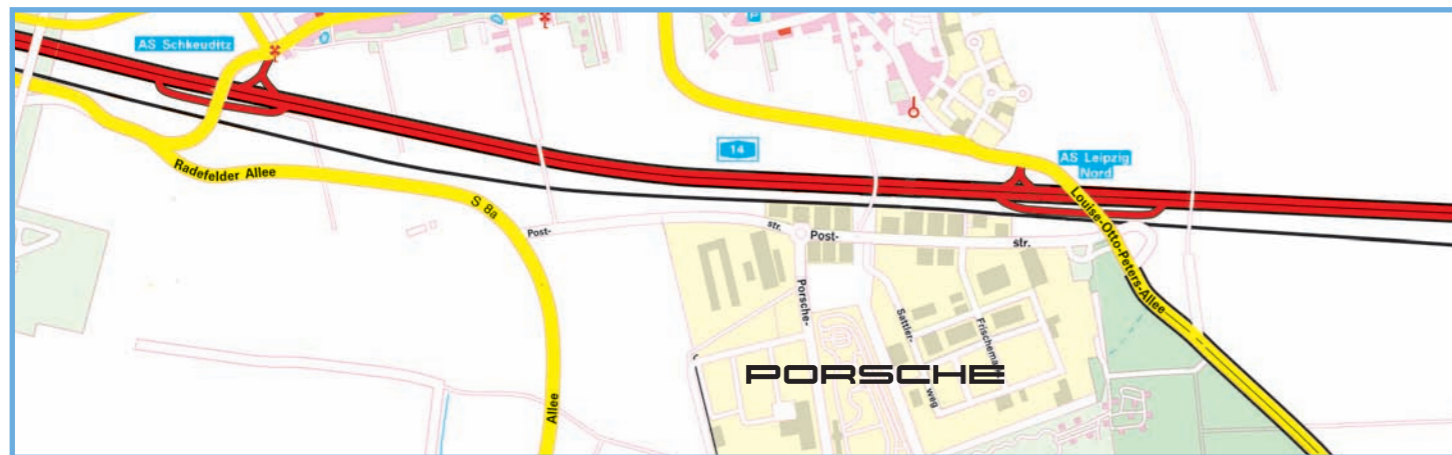 AS Schkeuditz
P
14
AS Leipzig
Nord
Radefelder Allee
S 8a
Post-
str.
Post-
str.
Louise-Otto-Peters-Allee
Porsche-
Sattler-
weg
PORSCHE
Allee